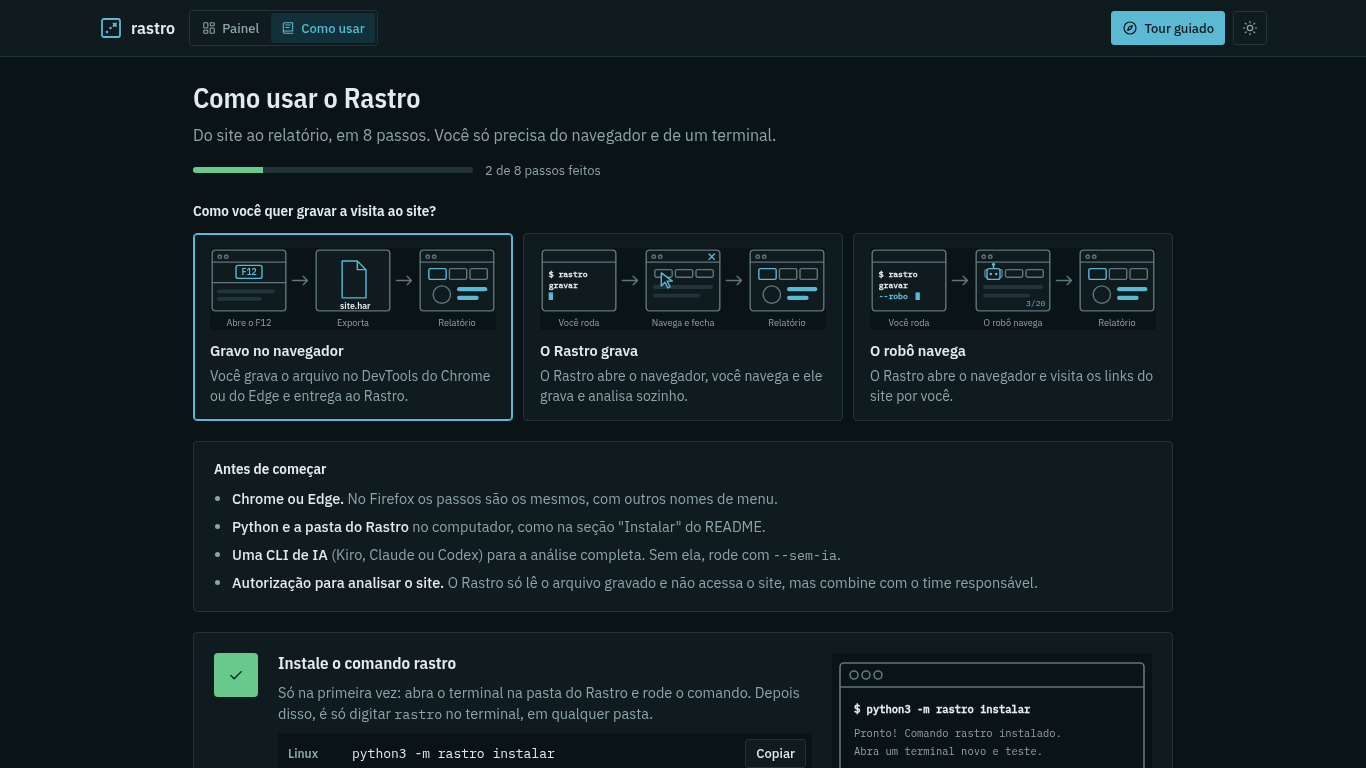 rastro
Painel
Como usar
Tour guiado
Como usar o Rastro
Do site ao relatório, em 8 passos. Você só precisa do navegador e de um terminal.
2 de 8 passos feitos
Como você quer gravar a visita ao site?
F12
site.har
Abre o F12
Exporta
Relatório
Gravo no navegador
Você grava o arquivo no DevTools do Chrome
ou do Edge e entrega ao Rastro.
$ rastro
gravar
Você roda
Navega e fecha
Relatório
O Rastro grava
O Rastro abre o navegador, você navega e ele
grava e analisa sozinho.
$ rastro
gravar
--robo
3/20
Você roda
O robô navega
Relatório
O robô navega
O Rastro abre o navegador e visita os links do
site por você.
Antes de começar
Chrome ou Edge. No Firefox os passos são os mesmos, com outros nomes de menu.
Python e a pasta do Rastro no computador, como na seção "Instalar" do README.
Uma CLI de IA (Kiro, Claude ou Codex) para a análise completa. Sem ela, rode com --sem-ia.
Autorização para analisar o site. O Rastro só lê o arquivo gravado e não acessa o site, mas combine com o time responsável.
Instale o comando rastro
Só na primeira vez: abra o terminal na pasta do Rastro e rode o comando. Depois
disso, é só digitar rastro no terminal, em qualquer pasta.
Linux
python3 -m rastro instalar
Copiar
$ python3 -m rastro instalar
Pronto! Comando rastro instalado.
Abra um terminal novo e teste.